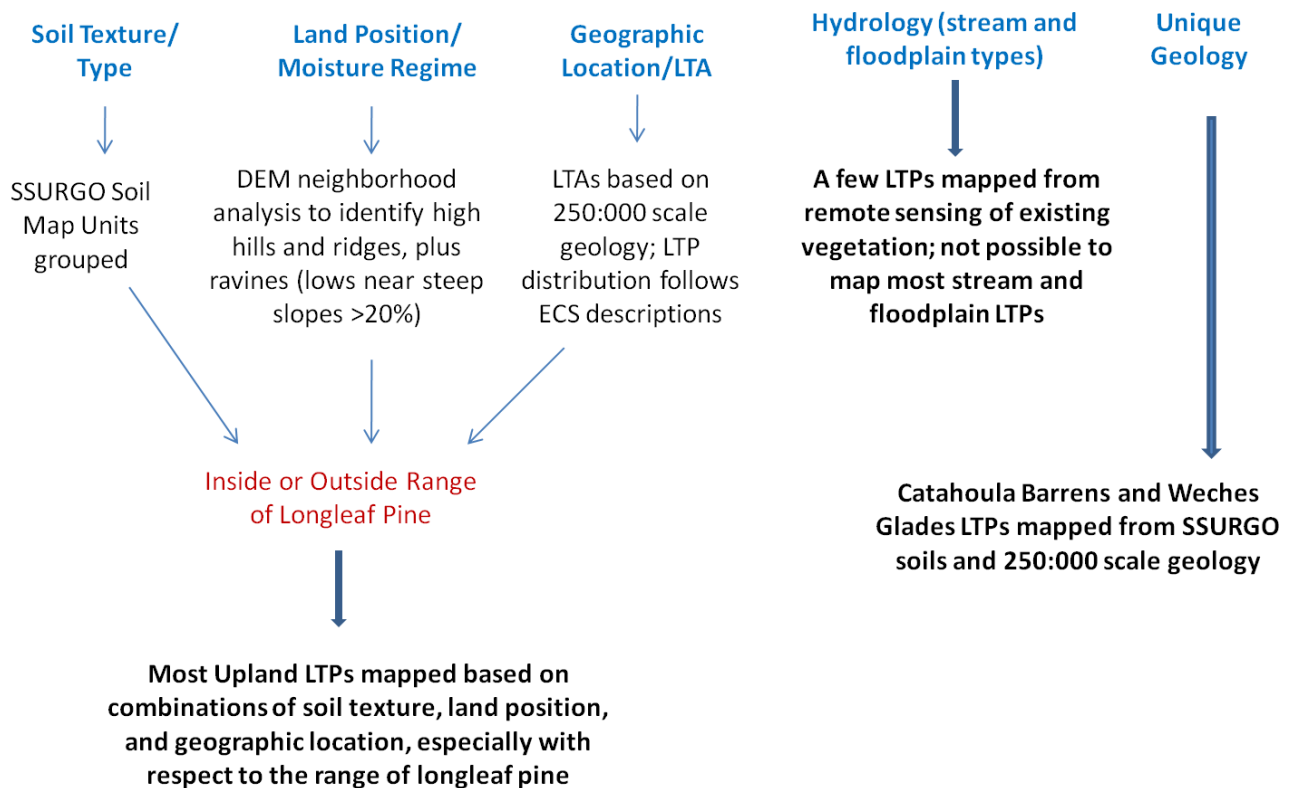 Soil Texture/
Type
Land Position/
Moisture Regime
Geographic
Location/LTA
Hydrology (stream and
floodplain types)
Unique
Geology
SSURGO Soil
Map Units
grouped
DEM neighborhood
analysis to identify high
hills and ridges, plus
ravines (lows near steep
slopes >20%)
LTAs based on
250:000 scale
geology; LTP
distribution follows
ECS descriptions
A few LTPs mapped from
remote sensing of existing
vegetation; not possible to
map most stream and
floodplain LTPs
Inside or Outside Range
of Longleaf Pine
Catahoula Barrens and Weches
Glades LTPs mapped from SSURGO
soils and 250:000 scale geology
Most Upland LTPs mapped based on
combinations of soil texture, land position,
and geographic location, especially with
respect to the range of longleaf pine